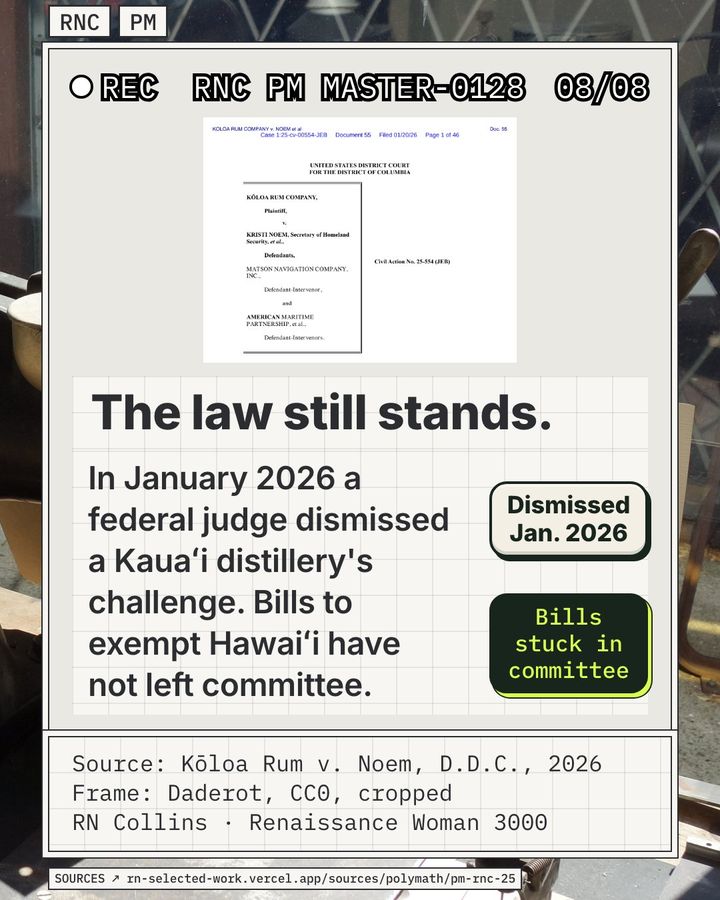 RNC PM
REC RNC PM MASTER-0128 08/08
KŌLOA RUM COMPANY v. NOEM et al Doc. 55
Case 1:25-cv-00554-JEB Document 55 Filed 01/20/26 Page 1 of 46
UNITED STATES DISTRICT COURT
FOR THE DISTRICT OF COLUMBIA
KŌLOA RUM COMPANY,
Plaintiff,
v.
KRISTI NOEM, Secretary of Homeland
Security, et al.,
Defendants,
MATSON NAVIGATION COMPANY,
INC.,
Defendant-Intervenor,
and
AMERICAN MARITIME
PARTNERSHIP, et al.,
Defendant-Intervenors.
Civil Action No. 25-554 (JEB)
The law still stands.
In January 2026 a
federal judge dismissed
a Kauaʻi distillery's
challenge. Bills to
exempt Hawaiʻi have
not left committee.
Dismissed
Jan. 2026
Bills
stuck in
committee
Source: Kōloa Rum v. Noem, D.D.C., 2026
Frame: Daderot, CC0, cropped
RN Collins · Renaissance Woman 3000
SOURCES ↗ rn-selected-work.vercel.app/sources/polymath/pm-rnc-25